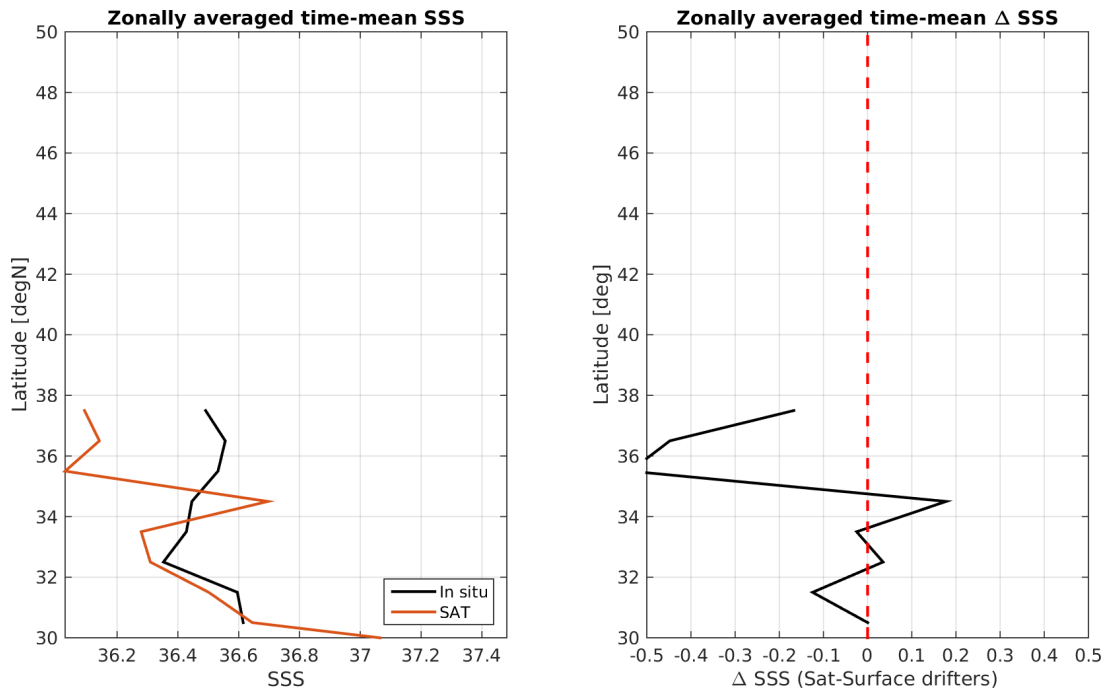 Zonally averaged time-mean SSS
50
48
46
44
42
40
38
36
34
32
30
Latitude [degN]
36.2 36.4 36.6 36.8 37 37.2 37.4
SSS
In situ
SAT
Zonally averaged time-mean Δ SSS
50
48
46
44
42
40
38
36
34
32
30
Latitude [deg]
-0.5 -0.4 -0.3 -0.2 -0.1 0 0.1 0.2 0.3 0.4 0.5
Δ SSS (Sat-Surface drifters)